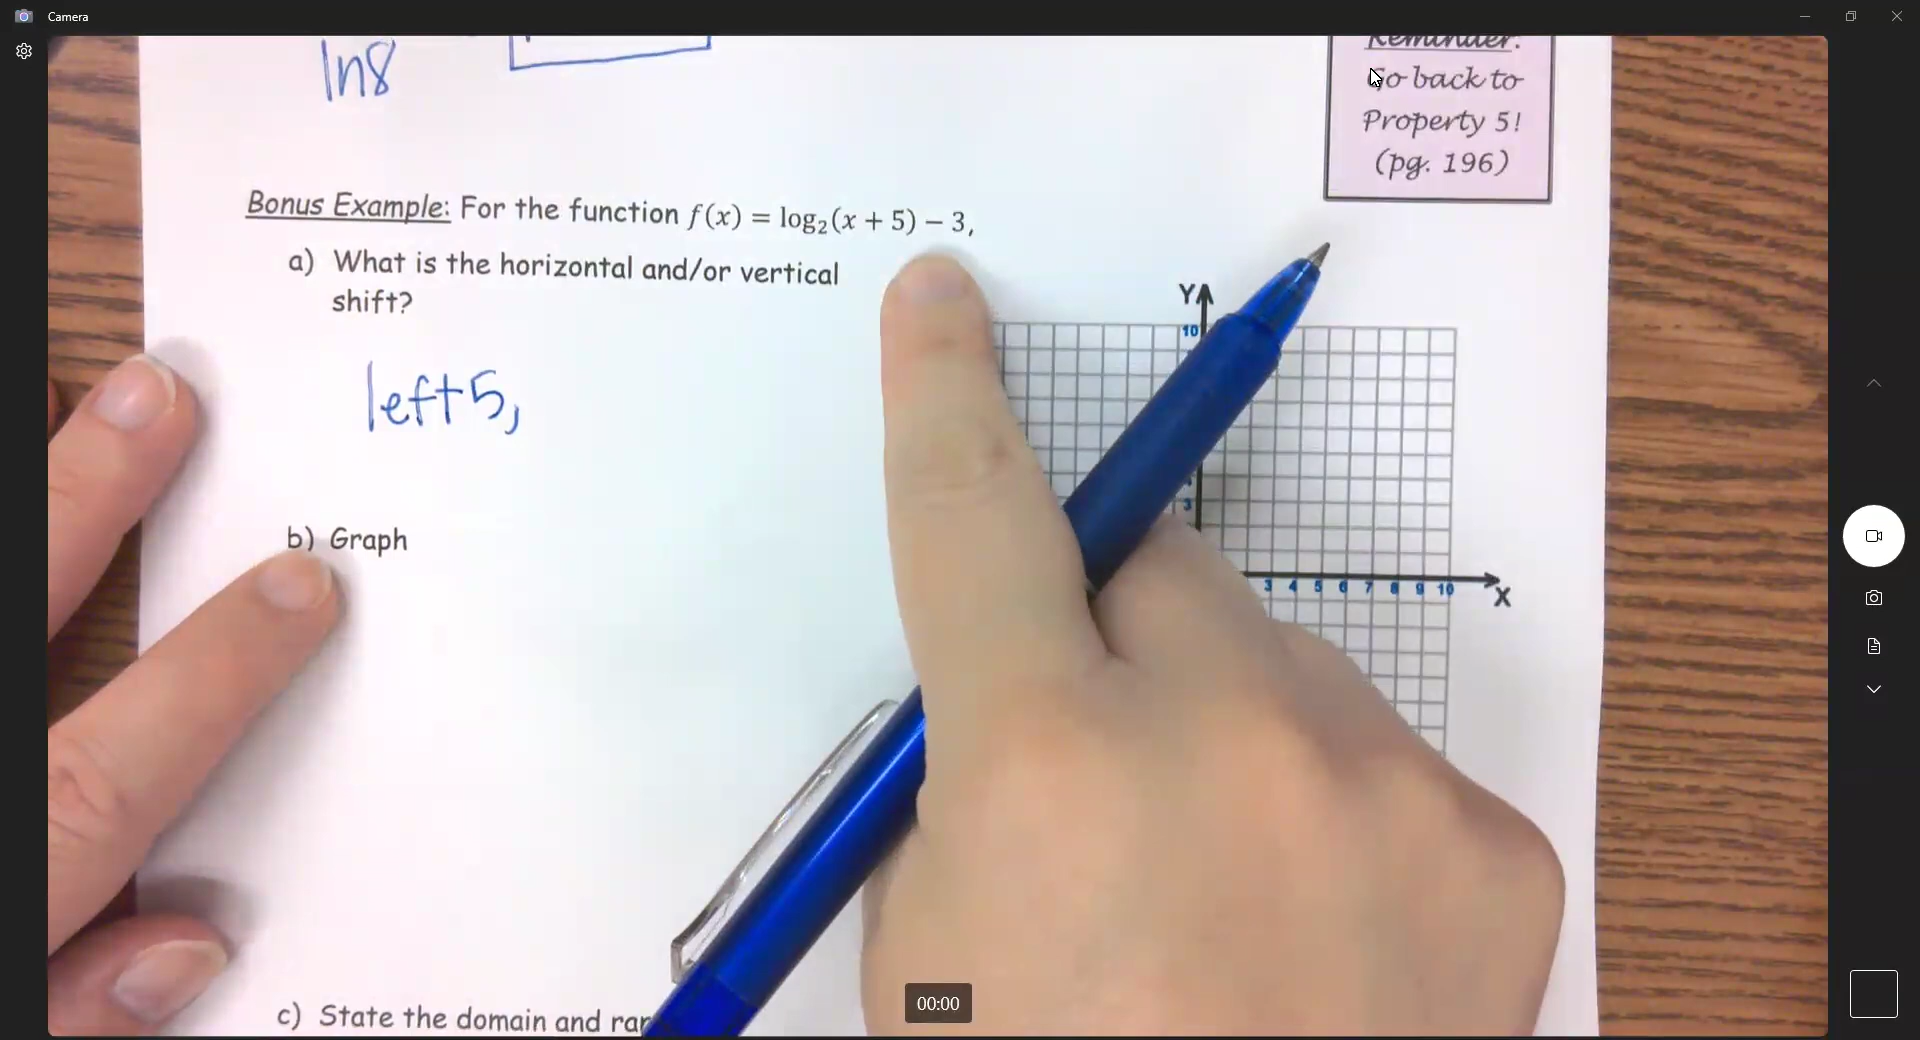 Camera
ln8
Reminder:
Go back to
Property 5!
(pg. 196)
Bonus Example: For the function f(x) = log₂(x + 5) − 3,
a) What is the horizontal and/or vertical
shift?
left 5,
Y
10
3
3 4 5 6 7 8 9 10
X
b) Graph
c) State the domain and
00:00